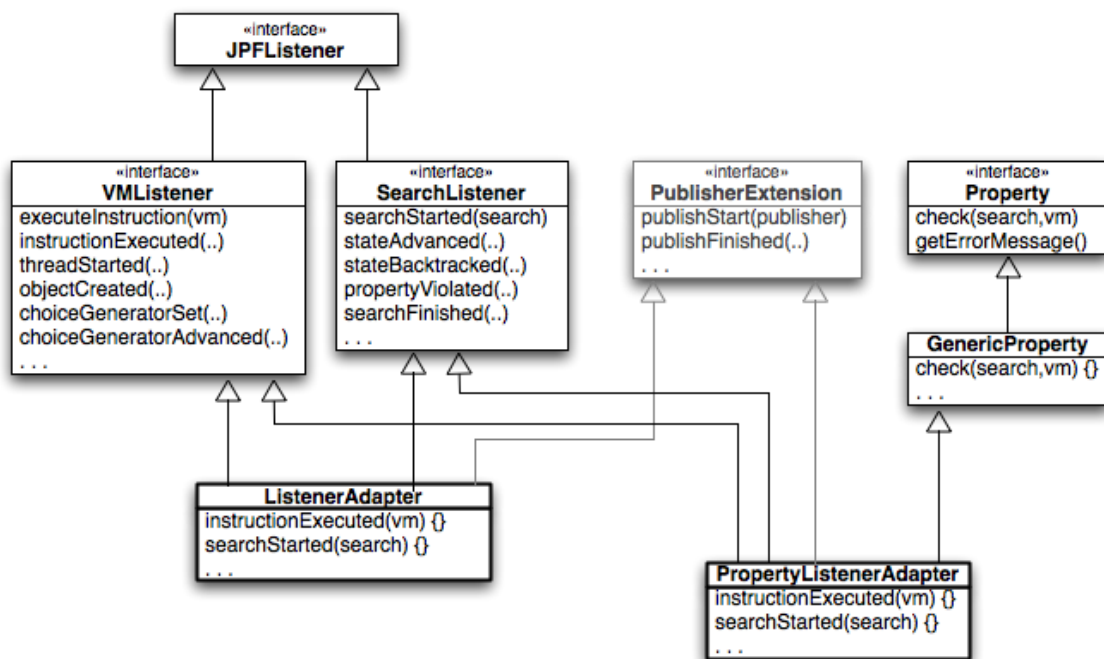 «interface»
JPFListener
«interface»
VMListener
executeInstruction(vm)
instructionExecuted(..)
threadStarted(..)
objectCreated(..)
choiceGeneratorSet(..)
choiceGeneratorAdvanced(..)
. . .
«interface»
SearchListener
searchStarted(search)
stateAdvanced(..)
stateBacktracked(..)
propertyViolated(..)
searchFinished(..)
. . .
«interface»
PublisherExtension
publishStart(publisher)
publishFinished(..)
. . .
«interface»
Property
check(search,vm)
getErrorMessage()
GenericProperty
check(search,vm) {}
. . .
ListenerAdapter
instructionExecuted(vm) {}
searchStarted(search) {}
. . .
PropertyListenerAdapter
instructionExecuted(vm) {}
searchStarted(search) {}
. . .